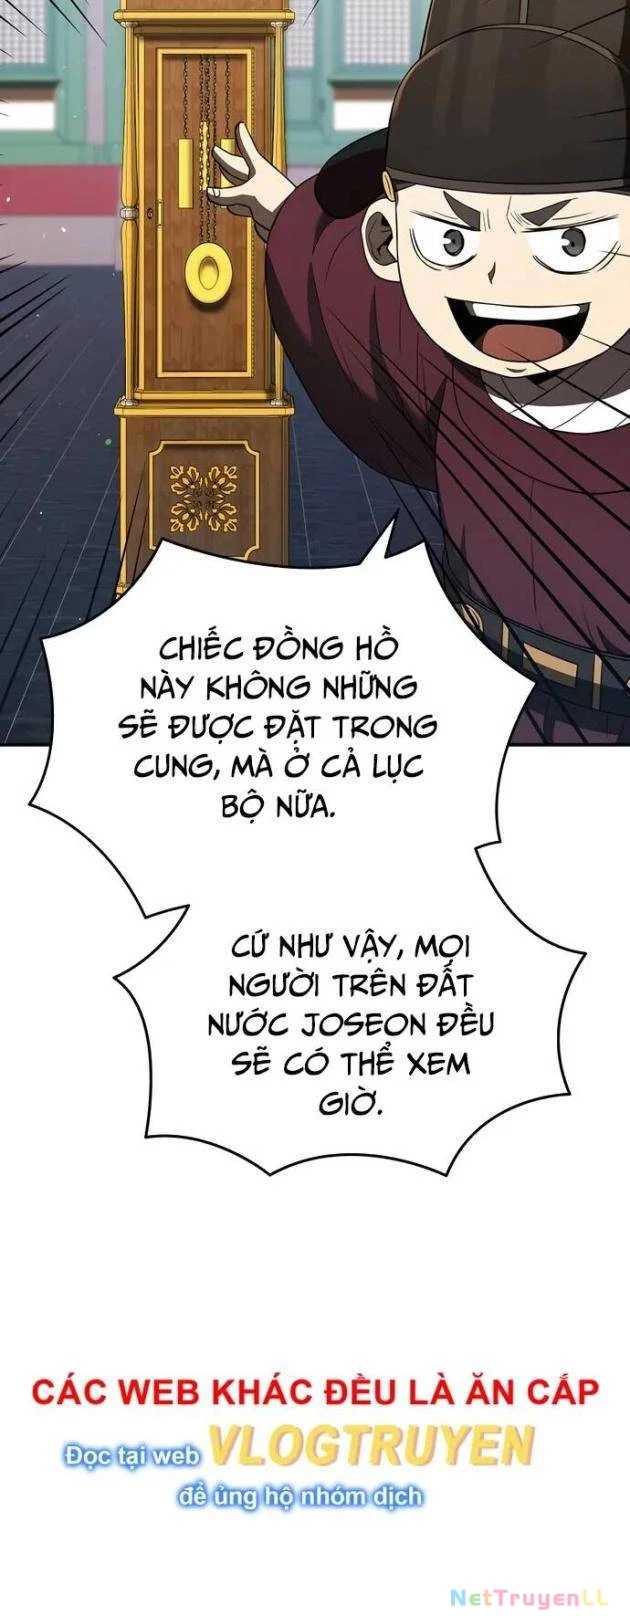 CHIẾC ĐỒNG HỒ
NÀY KHÔNG NHỮNG
SẼ ĐƯỢC ĐẶT TRONG
CUNG, MÀ Ở CẢ LỤC
BỘ NỮA.
CỨ NHƯ VẬY, MỌI
NGƯỜI TRÊN ĐẤT
NƯỚC JOSEON ĐỀU
SẼ CÓ THỂ XEM
GIỜ.
CÁC WEB KHÁC ĐỀU LÀ ĂN CẮP
Đọc tại web VLOGTRUYEN
để ủng hộ nhóm dịch
NetTruyenLL